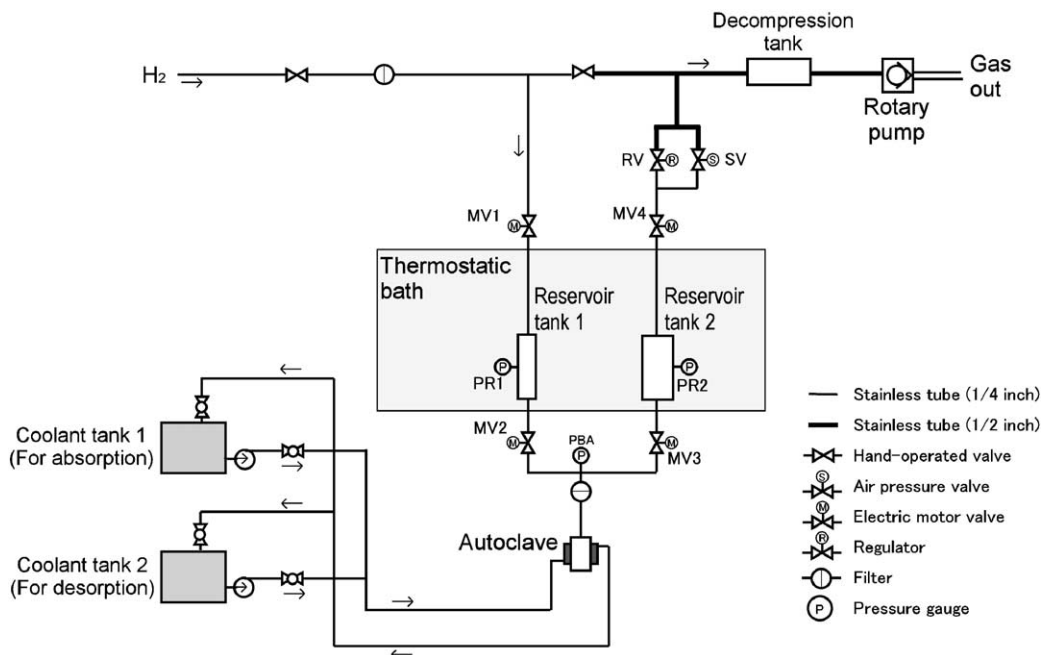 Decompression
tank
H2
Gas
out
Rotary
pump
RV
R
S
SV
MV1
M
MV4
M
Thermostatic
bath
Reservoir
tank 1
Reservoir
tank 2
P
PR1
P
PR2
MV2
M
PBA
P
M
MV3
Coolant tank 1
(For absorption)
Coolant tank 2
(For desorption)
Autoclave
Stainless tube (1/4 inch)
Stainless tube (1/2 inch)
Hand-operated valve
S
Air pressure valve
M
Electric motor valve
R
Regulator
Filter
P
Pressure gauge